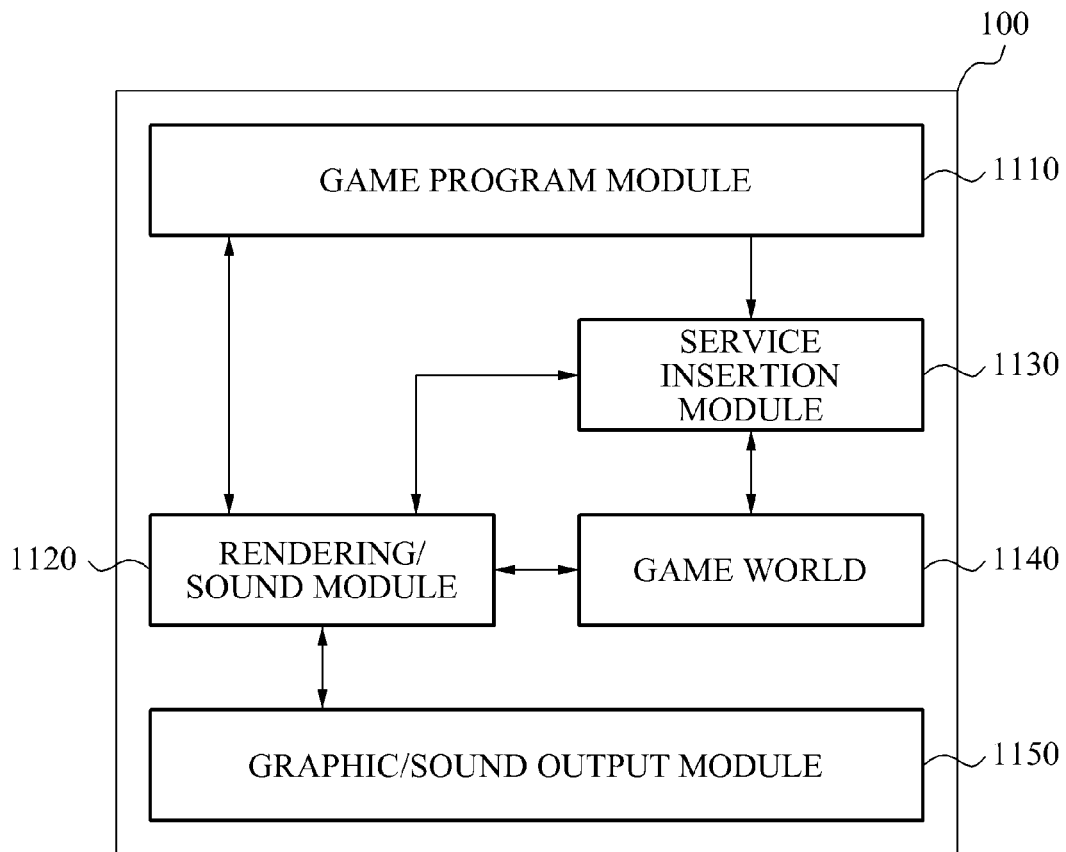 100
GAME PROGRAM MODULE
1110
SERVICE
INSERTION
MODULE
1130
1120
RENDERING/
SOUND MODULE
GAME WORLD
1140
GRAPHIC/SOUND OUTPUT MODULE
1150